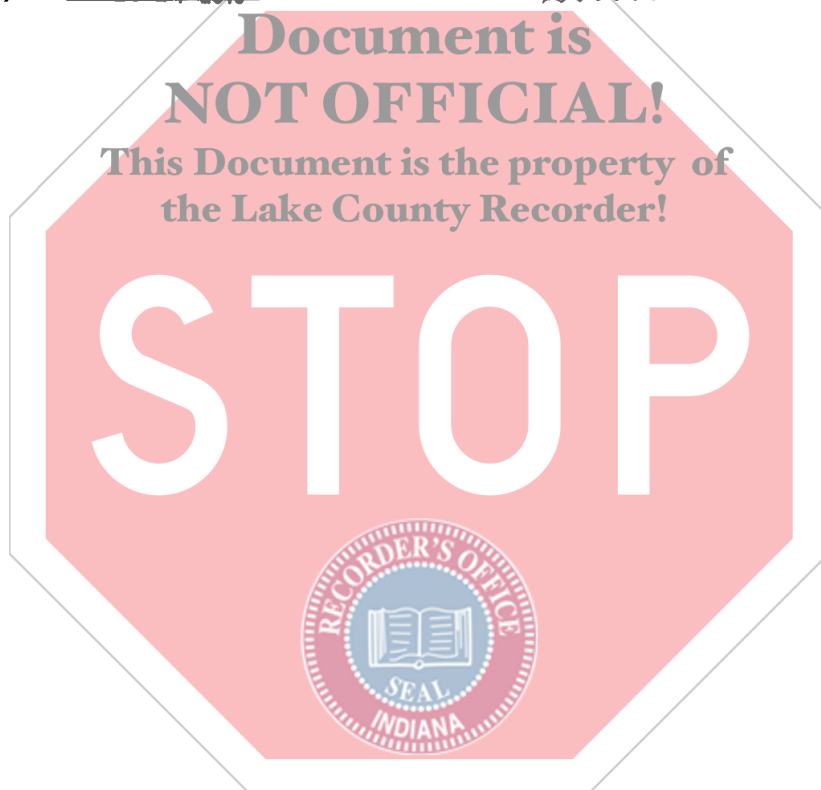 Document is
NOT OFFICIAL!
This Document is the property of
the Lake County Recorder!
STOP
RECORDER'S OFFICE
SEAL
INDIANA